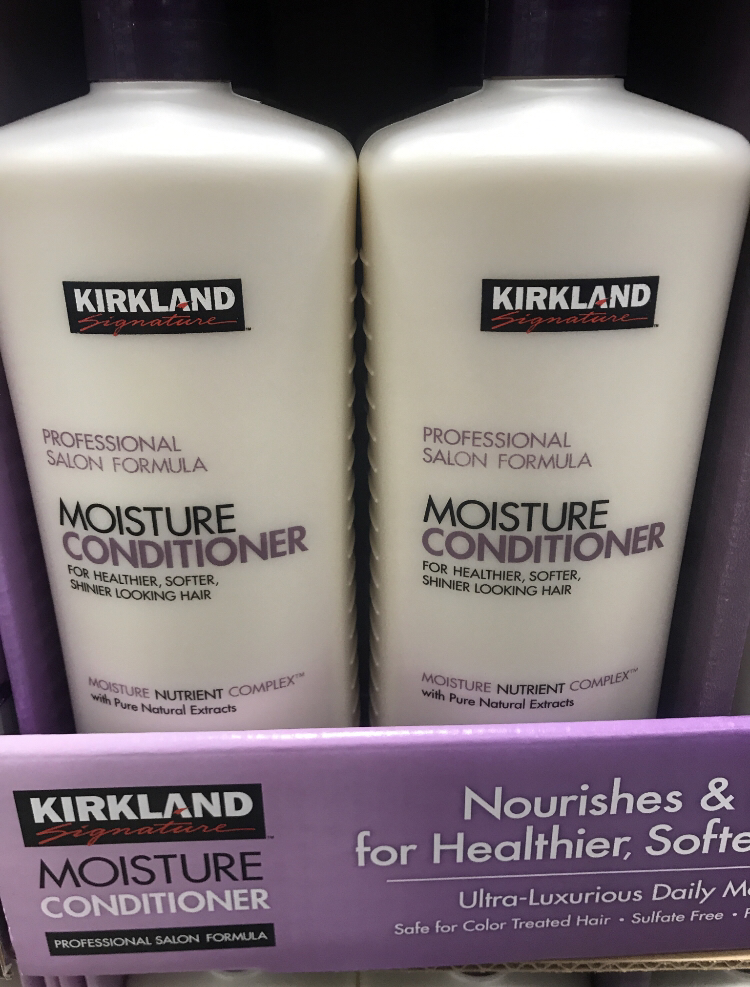 KIRKLAND
Signature
PROFESSIONAL
SALON FORMULA
MOISTURE
CONDITIONER
FOR HEALTHIER, SOFTER,
SHINIER LOOKING HAIR
MOISTURE NUTRIENT COMPLEX™
with Pure Natural Extracts
KIRKLAND
Signature
PROFESSIONAL
SALON FORMULA
MOISTURE
CONDITIONER
FOR HEALTHIER, SOFTER,
SHINIER LOOKING HAIR
MOISTURE NUTRIENT COMPLEX™
with Pure Natural Extracts
KIRKLAND
Signature
MOISTURE
CONDITIONER
PROFESSIONAL SALON FORMULA
Nourishes &
for Healthier, Softe
Ultra-Luxurious Daily M
Safe for Color Treated Hair • Sulfate Free •